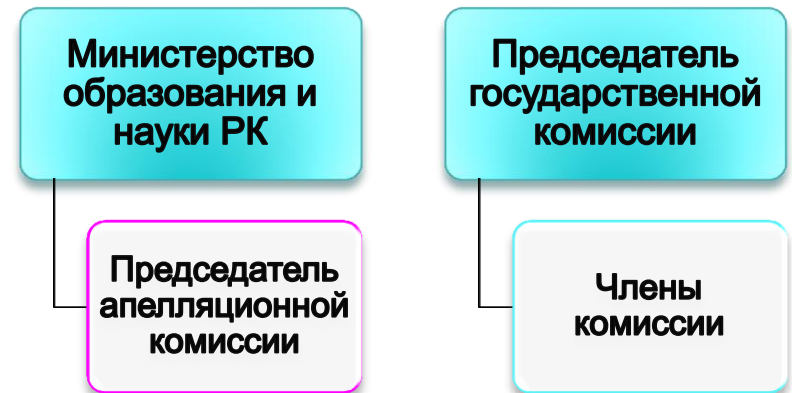 Министерство
образования и
науки РК
Председатель
апелляционной
комиссии
Председатель
государственной
комиссии
Члены
комиссии